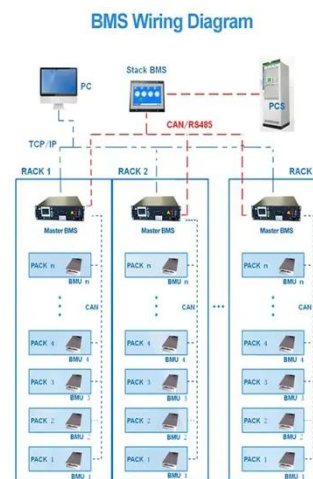 BMS Wiring Diagram
Stack BMS
PC
PCS
CAN/RS485
TCP/IP
RACK 1
RACK 2
RACK
Master BMS
Master BMS
Master BMS
PACK n
BMU n
PACK n
BMU n
PACK n
BMU n
CAN
CAN
CAN
PACK 4
BMU 4
PACK 4
BMU 4
PACK 4
BMU 4
PACK 3
BMU 3
PACK 3
BMU 3
PACK 3
BMU 3
PACK 2
BMU 2
PACK 2
BMU 2
PACK 2
BMU 2
PACK 1
BMU 1
PACK 1
BMU 1
PACK 1
BMU 1